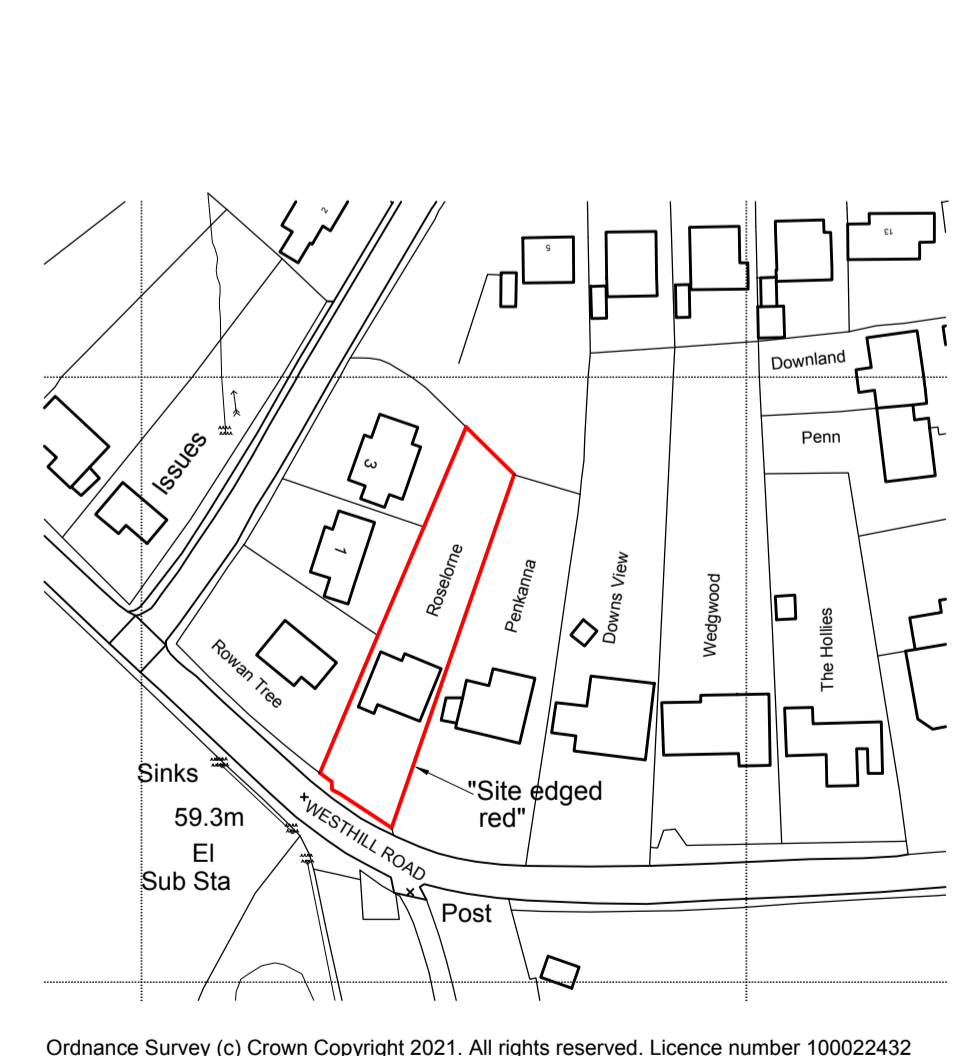 2
5
13
Downland
Penn
3
Issues
1
Roselorne
Penkanna
Downs View
Wedgwood
The Hollies
Rowan Tree
Sinks
59.3m
El
Sub Sta
"Site edged
red"
WESTHILL ROAD
Post
Ordnance Survey (c) Crown Copyright 2021. All rights reserved. Licence number 100022432